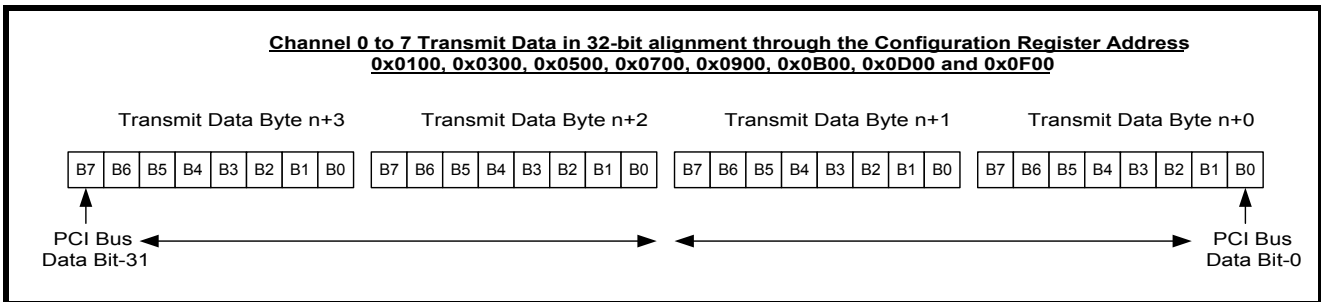 Channel 0 to 7 Transmit Data in 32-bit alignment through the Configuration Register Address
0x0100, 0x0300, 0x0500, 0x0700, 0x0900, 0x0B00, 0x0D00 and 0x0F00
Transmit Data Byte n+3 Transmit Data Byte n+2 Transmit Data Byte n+1 Transmit Data Byte n+0
B7 B6 B5 B4 B3 B2 B1 B0 B7 B6 B5 B4 B3 B2 B1 B0 B7 B6 B5 B4 B3 B2 B1 B0 B7 B6 B5 B4 B3 B2 B1 B0
PCI Bus PCI Bus
Data Bit-31 Data Bit-0